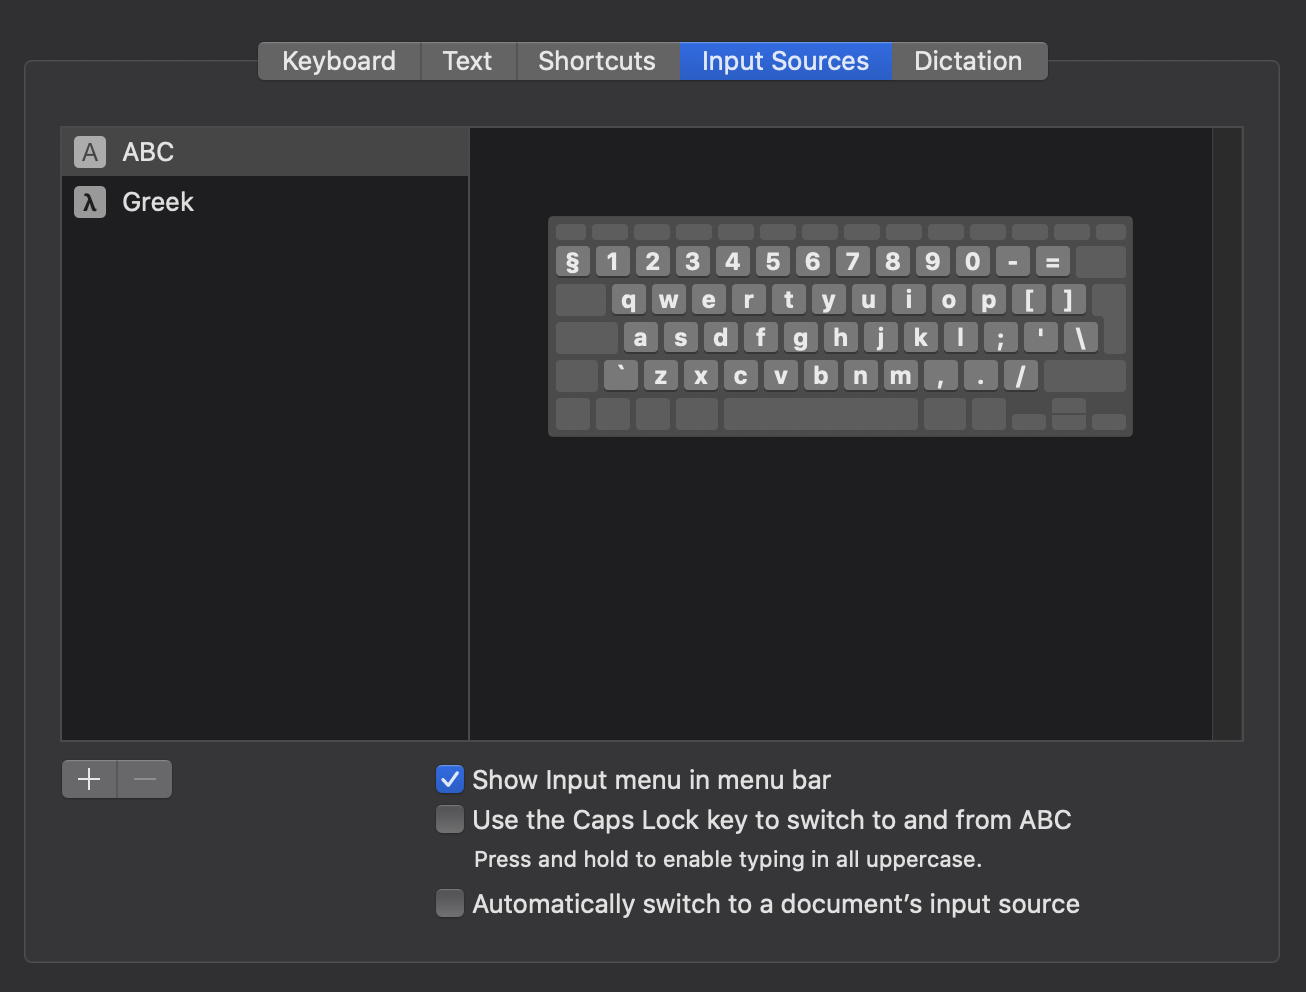 Keyboard Text Shortcuts Input Sources Dictation
A ABC
λ Greek
§ 1 2 3 4 5 6 7 8 9 0 - =
q w e r t y u i o p [ ]
a s d f g h j k l ; ' \
` z x c v b n m , . /
Show Input menu in menu bar
Use the Caps Lock key to switch to and from ABC
Press and hold to enable typing in all uppercase.
Automatically switch to a document’s input source